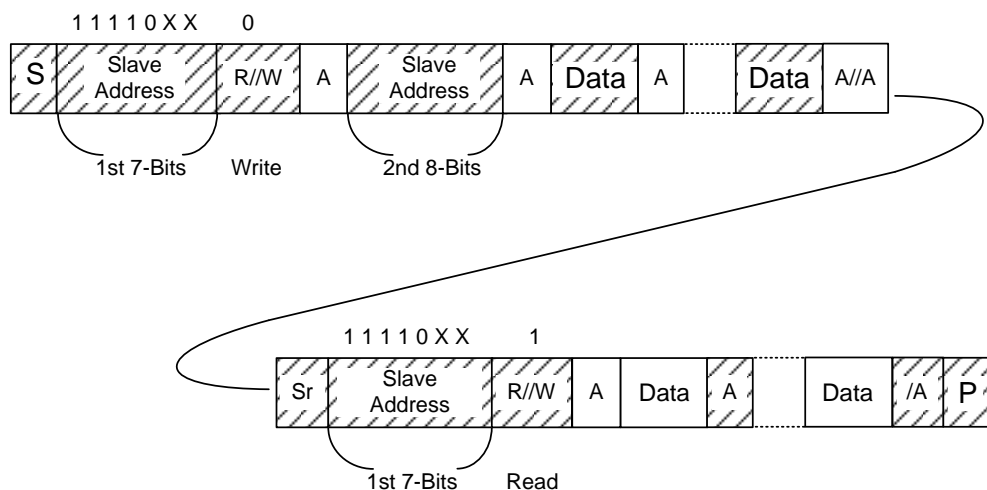 1 1 1 1 0 X X 0
S Slave Address R//W A Slave Address A Data A Data A//A
1st 7-Bits Write 2nd 8-Bits
1 1 1 1 0 X X 1
Sr Slave Address R//W A Data A Data /A P
1st 7-Bits Read